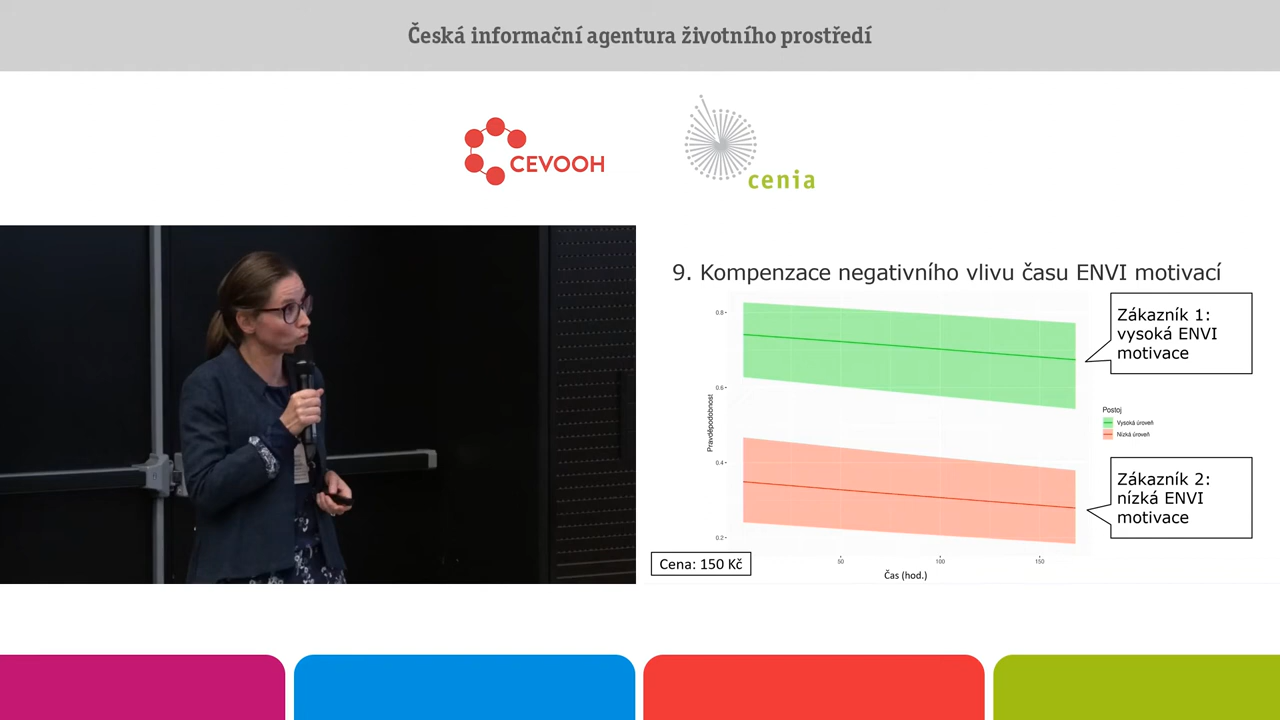 Česká informační agentura životního prostředí
CEVOOH
cenia
9. Kompenzace negativního vlivu času ENVI motivací
Zákazník 1:
vysoká ENVI
motivace
0.8
0.6
0.4
0.2
Pravděpodobnost
Postoj
Vysoká úroveň
Nízká úroveň
Zákazník 2:
nízká ENVI
motivace
50
100
150
Čas (hod.)
Cena: 150 Kč